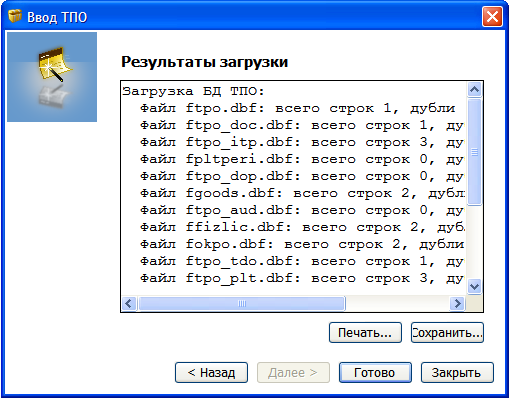 Ввод ТПО
Результаты загрузки
Загрузка БД ТПО:
Файл ftpo.dbf: всего строк 1, дубли
Файл ftpo_doc.dbf: всего строк 1, ду
Файл ftpo_itp.dbf: всего строк 3, ду
Файл fpltperi.dbf: всего строк 0, ду
Файл ftpo_dop.dbf: всего строк 0, ду
Файл fgoods.dbf: всего строк 2, дубл
Файл ftpo_aud.dbf: всего строк 0, ду
Файл ffizlic.dbf: всего строк 2, дуб
Файл fokpo.dbf: всего строк 2, дубли
Файл ftpo_tdo.dbf: всего строк 1, ду
Файл ftpo_plt.dbf: всего строк 3, ду
Печать... Сохранить...
< Назад Далее > Готово Закрыть